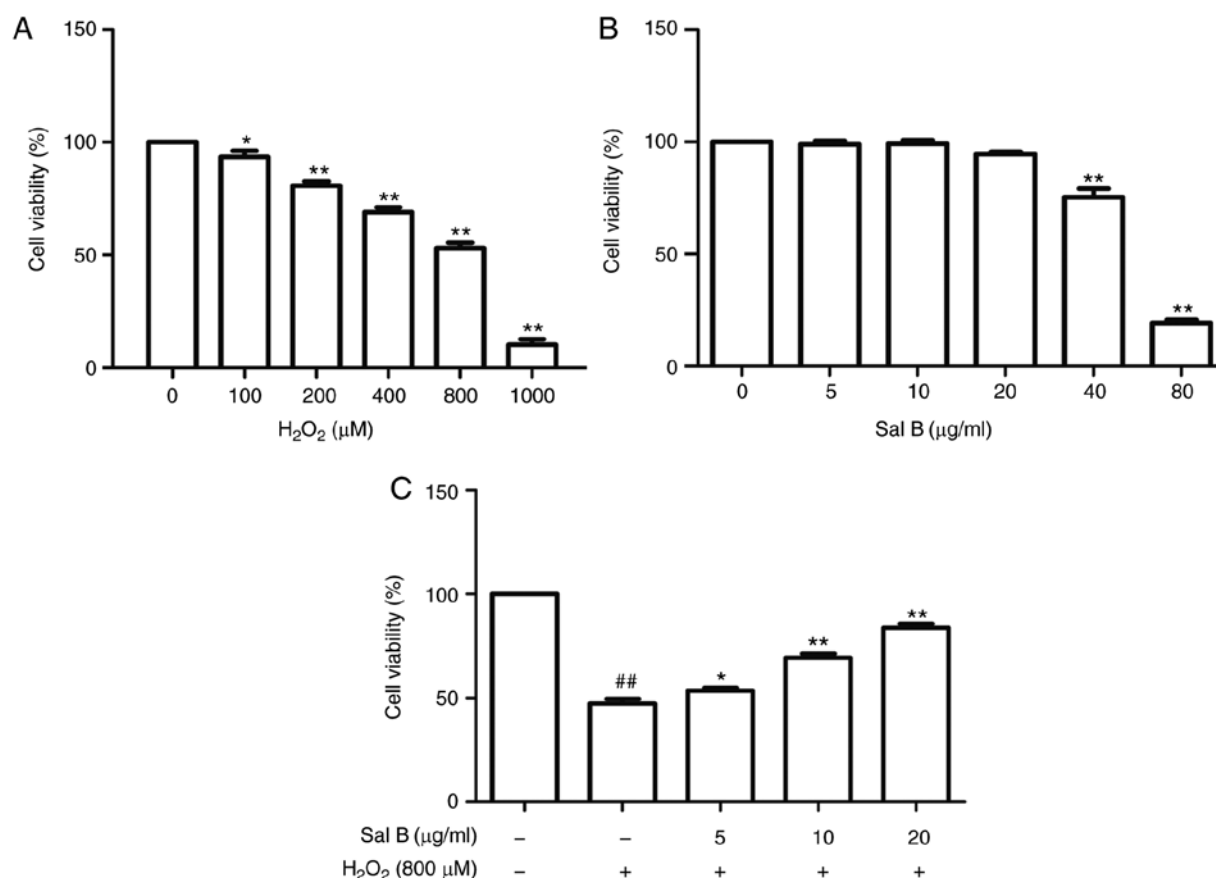 A
150
100
50
0
Cell viability (%)
*
**
**
**
**
0 100 200 400 800 1000
H₂O₂ (μM)
B
150
100
50
0
Cell viability (%)
**
**
0 5 10 20 40 80
Sal B (μg/ml)
C
150
100
50
0
Cell viability (%)
##
*
**
**
Sal B (μg/ml) – – 5 10 20
H₂O₂ (800 μM) – + + + +